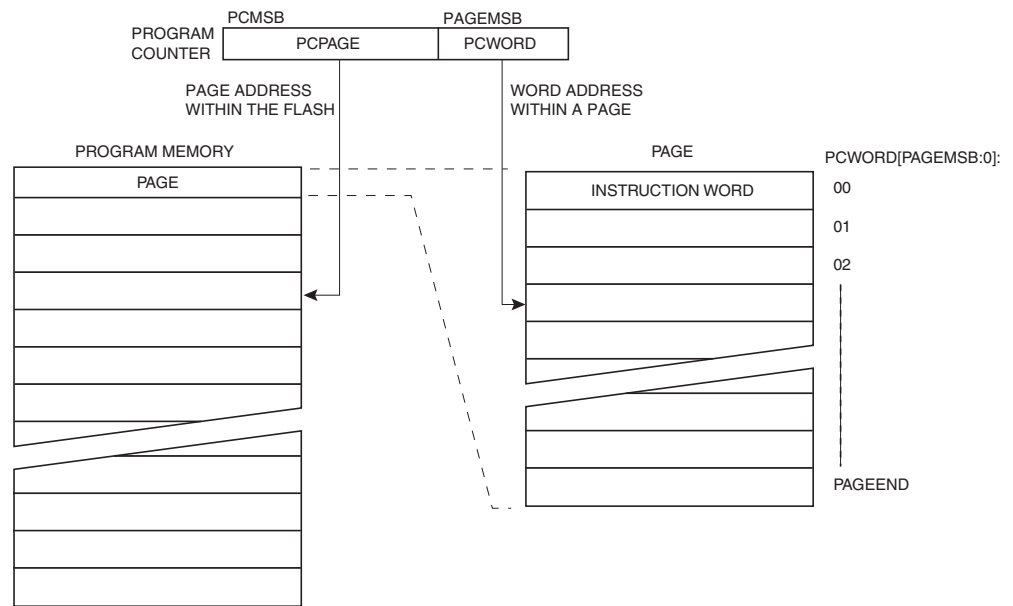 PCMSB
PAGEMSB
PROGRAM
COUNTER
PCPAGE
PCWORD
PAGE ADDRESS
WITHIN THE FLASH
WORD ADDRESS
WITHIN A PAGE
PROGRAM MEMORY
PAGE
PAGE
PCWORD[PAGEMSB:0]:
INSTRUCTION WORD
00
01
02
PAGEEND